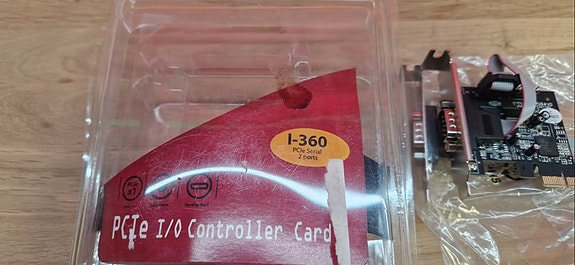 I-360
PCIe Serial
2 ports
PCIe I/O Controller Card